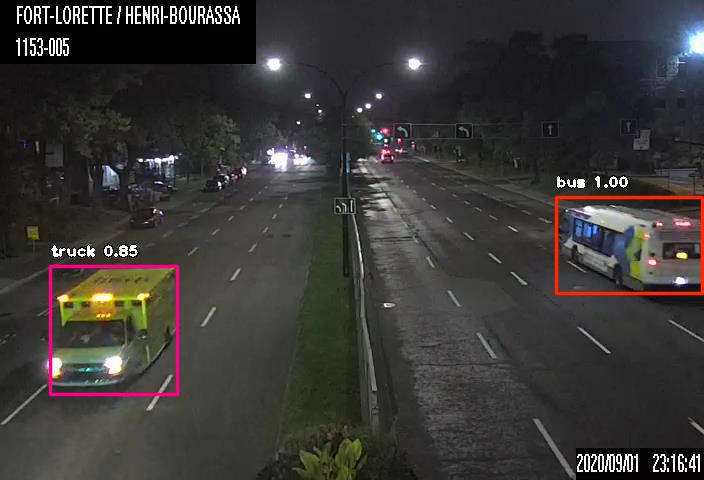 FORT-LORETTE / HENRI-BOURASSA
1153-005
bus 1.00
truck 0.85
2020/09/01 23:16:41